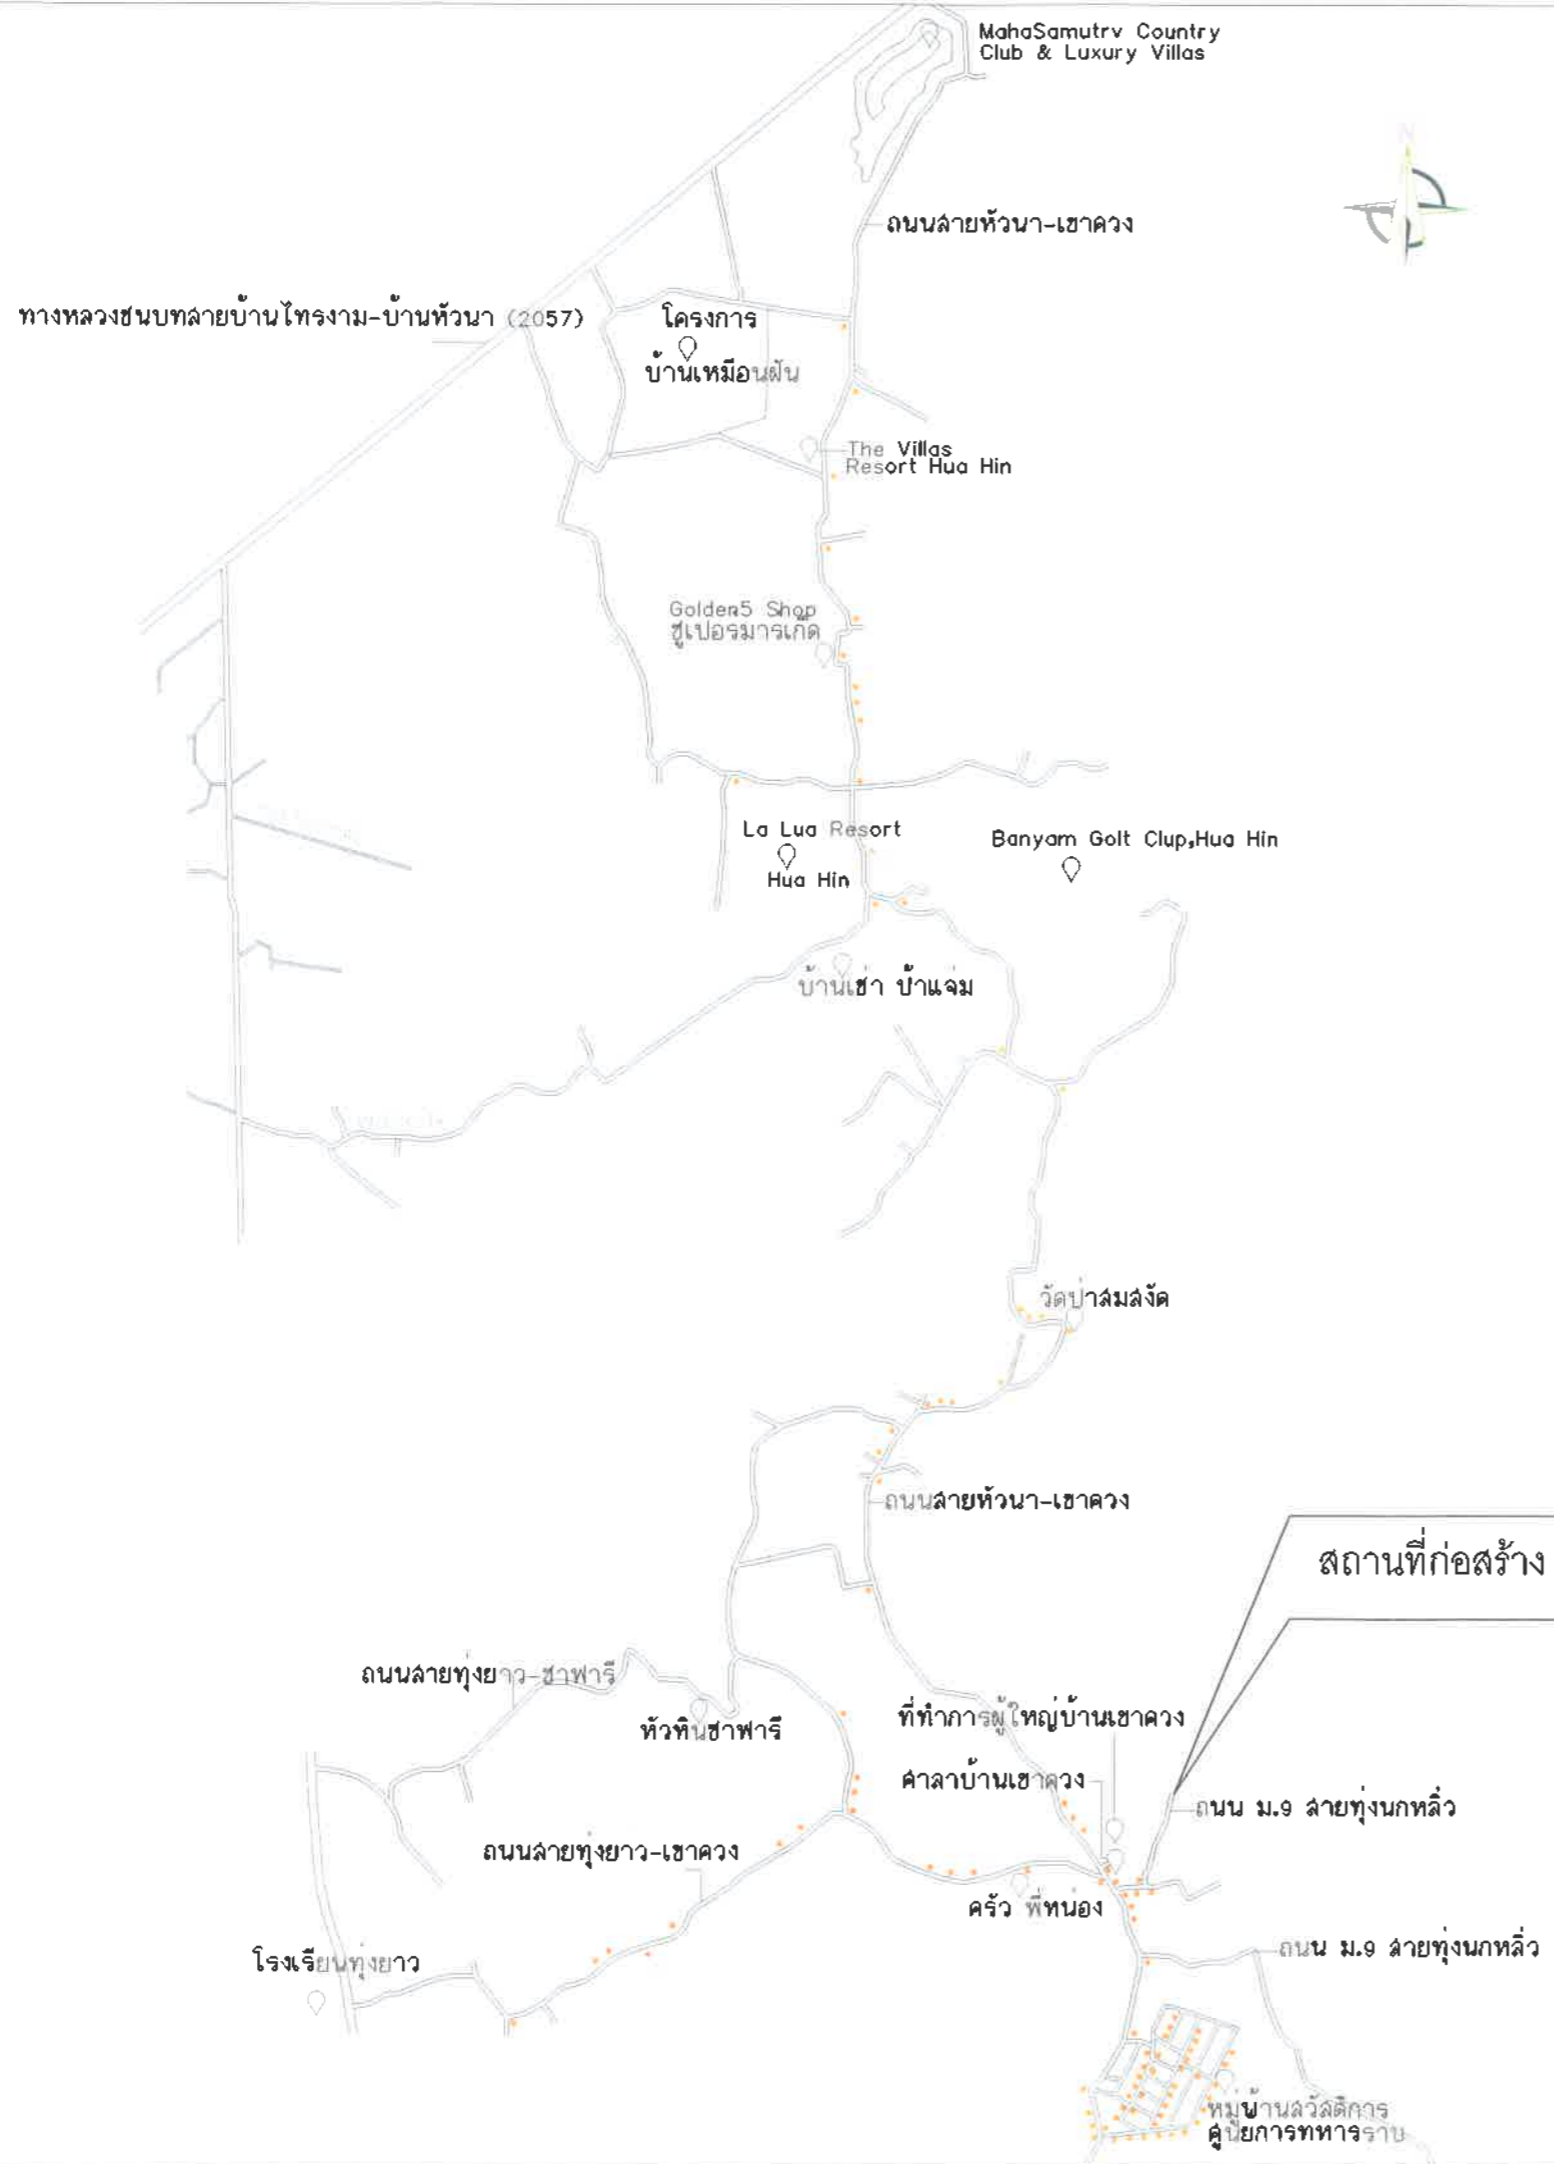 MahaSamutrv Country
Club & Luxury Villas
N
ถนนสายหัวนา-เขาควง
ทางหลวงชนบทสายบ้านไทรงาม-บ้านหัวนา (2057)
โครงการ
บ้านเหมือนฝัน
The Villas
Resort Hua Hin
Golden5 Shop
ซูเปอรมารเก็ด
La Lua Resort
Hua Hin
Banyam Golt Clup,Hua Hin
บ้านเช่า ป้าแจ่ม
วัดป่าสมสงัด
ถนนสายหัวนา-เขาควง
สถานที่ก่อสร้าง
ถนนสายทุ่งยาว-ซาฟารี
หัวหินซาฟารี
ที่ทำการผู้ใหญ่บ้านเขาควง
ศาลาบ้านเขาควง
ถนน ม.9 สายทุ่งนกหลิ่ว
ถนนสายทุ่งยาว-เขาควง
ครัว พี่หน่อง
โรงเรียนทุ่งยาว
ถนน ม.9 สายทุ่งนกหลิ่ว
หมู่บ้านสวัสดิการ
ศูนย์การทหารราบ